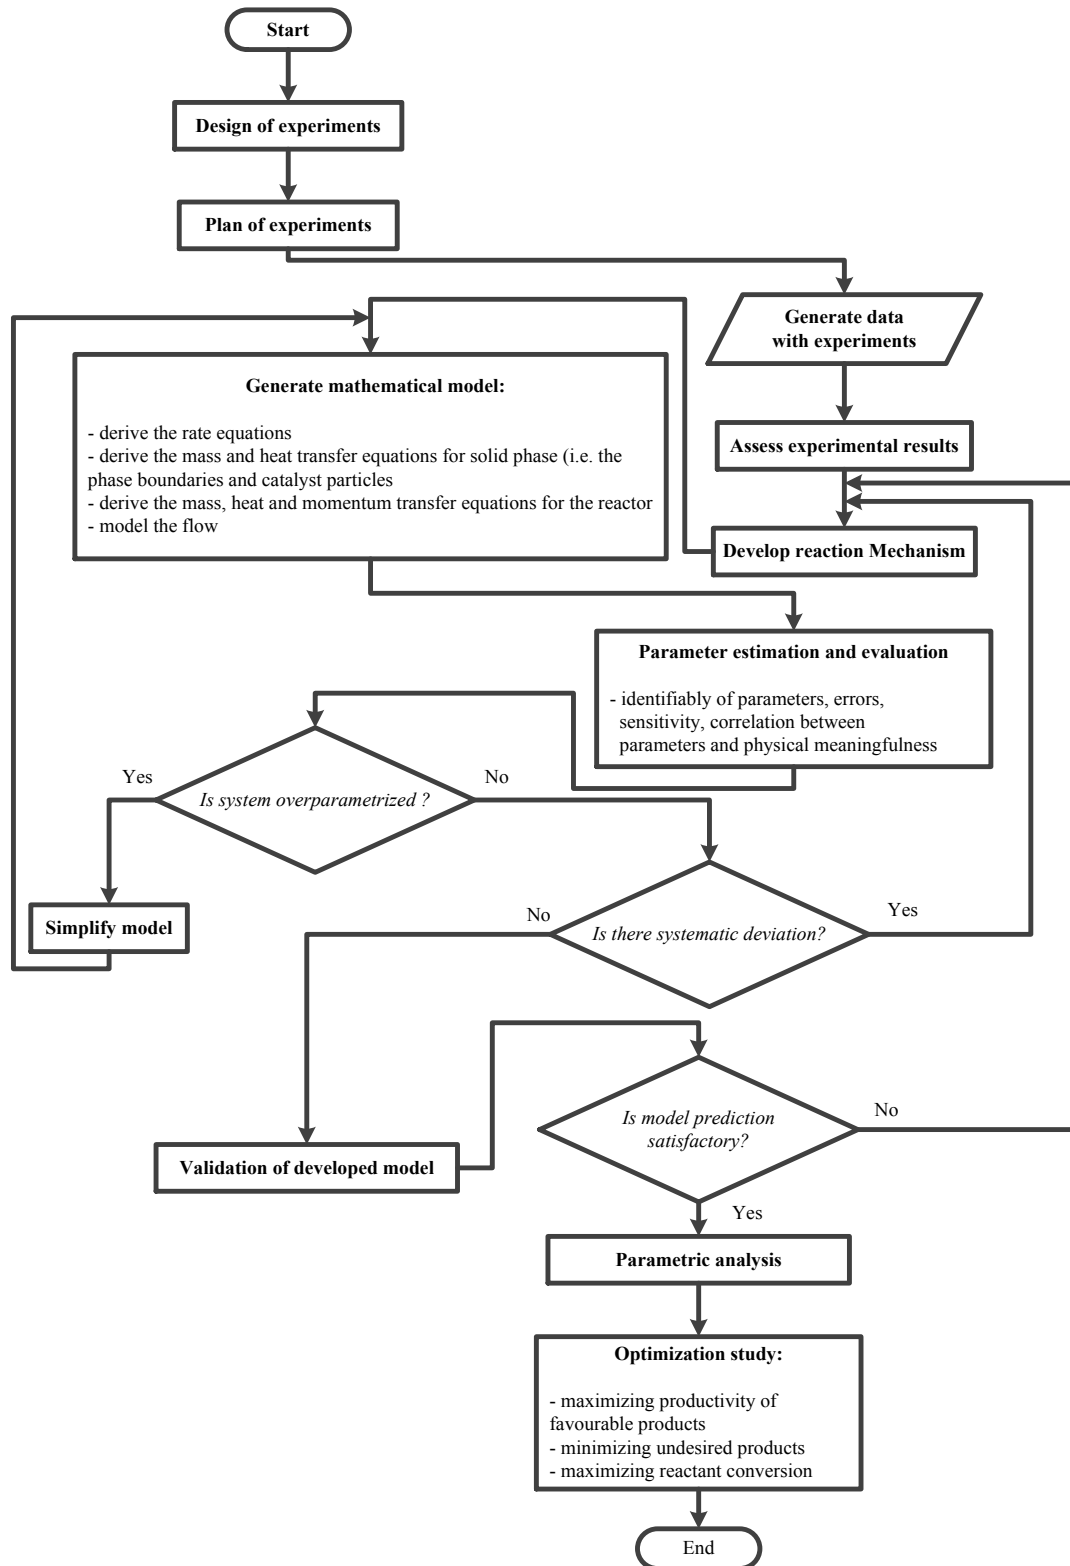 Start
Design of experiments
Plan of experiments
Generate data
with experiments
Assess experimental results
Develop reaction Mechanism
Generate mathematical model:
- derive the rate equations
- derive the mass and heat transfer equations for solid phase (i.e. the
phase boundaries and catalyst particles
- derive the mass, heat and momentum transfer equations for the reactor
- model the flow
Parameter estimation and evaluation
- identifiably of parameters, errors,
sensitivity, correlation between
parameters and physical meaningfulness
Yes
No
Is system overparametrized ?
Simplify model
No
Yes
Is there systematic deviation?
Validation of developed model
Is model prediction
satisfactory?
No
Yes
Parametric analysis
Optimization study:
- maximizing productivity of
favourable products
- minimizing undesired products
- maximizing reactant conversion
End